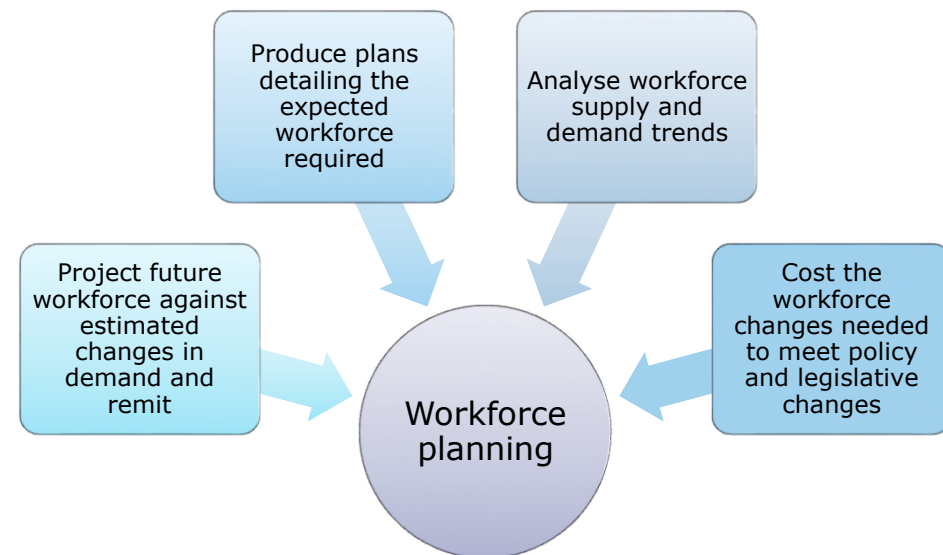 Produce plans
detailing the
expected
workforce
required
Analyse workforce
supply and
demand trends
Project future
workforce against
estimated
changes in
demand and
remit
Cost the
workforce
changes needed
to meet policy
and legislative
changes
Workforce
planning